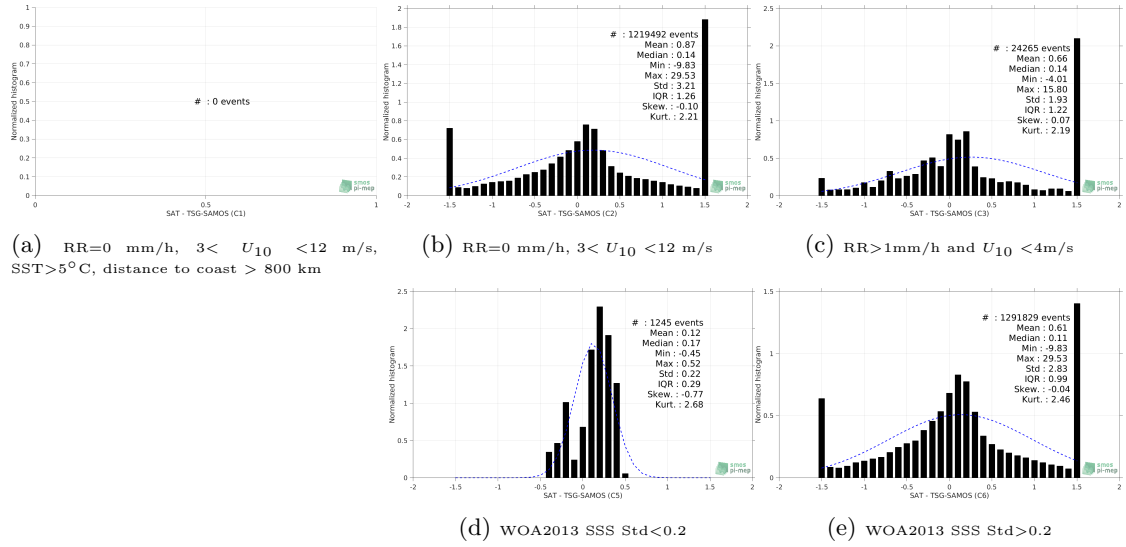 1
0.9
0.8
0.7
0.6
0.5
0.4
0.3
0.2
0.1
0
0 0.5 1
Normalized histogram
# : 0 events
SAT - TSG-SAMOS (C1)
smos
pi-mep
(a) RR=0 mm/h, 3< U10 <12 m/s,
SST>5°C, distance to coast > 800 km
2
1.8
1.6
1.4
1.2
1
0.8
0.6
0.4
0.2
0
-2 -1.5 -1 -0.5 0 0.5 1 1.5 2
Normalized histogram
# : 1219492 events
Mean : 0.87
Median : 0.14
Min : -9.83
Max : 29.53
Std : 3.21
IQR : 1.26
Skew. : -0.10
Kurt. : 2.21
SAT - TSG-SAMOS (C2)
smos
pi-mep
(b) RR=0 mm/h, 3< U10 <12 m/s
2.5
2
1.5
1
0.5
0
-2 -1.5 -1 -0.5 0 0.5 1 1.5 2
Normalized histogram
# : 24265 events
Mean : 0.66
Median : 0.14
Min : -4.01
Max : 15.80
Std : 1.93
IQR : 1.22
Skew. : 0.07
Kurt. : 2.19
SAT - TSG-SAMOS (C3)
smos
pi-mep
(c) RR>1mm/h and U10 <4m/s
2.5
2
1.5
1
0.5
0
-2 -1.5 -1 -0.5 0 0.5 1 1.5 2
Normalized histogram
# : 1245 events
Mean : 0.12
Median : 0.17
Min : -0.45
Max : 0.52
Std : 0.22
IQR : 0.29
Skew. : -0.77
Kurt. : 2.68
SAT - TSG-SAMOS (C5)
smos
pi-mep
(d) WOA2013 SSS Std<0.2
1.5
1
0.5
0
-2 -1.5 -1 -0.5 0 0.5 1 1.5 2
Normalized histogram
# : 1291829 events
Mean : 0.61
Median : 0.11
Min : -9.83
Max : 29.53
Std : 2.83
IQR : 0.99
Skew. : -0.04
Kurt. : 2.46
SAT - TSG-SAMOS (C6)
smos
pi-mep
(e) WOA2013 SSS Std>0.2